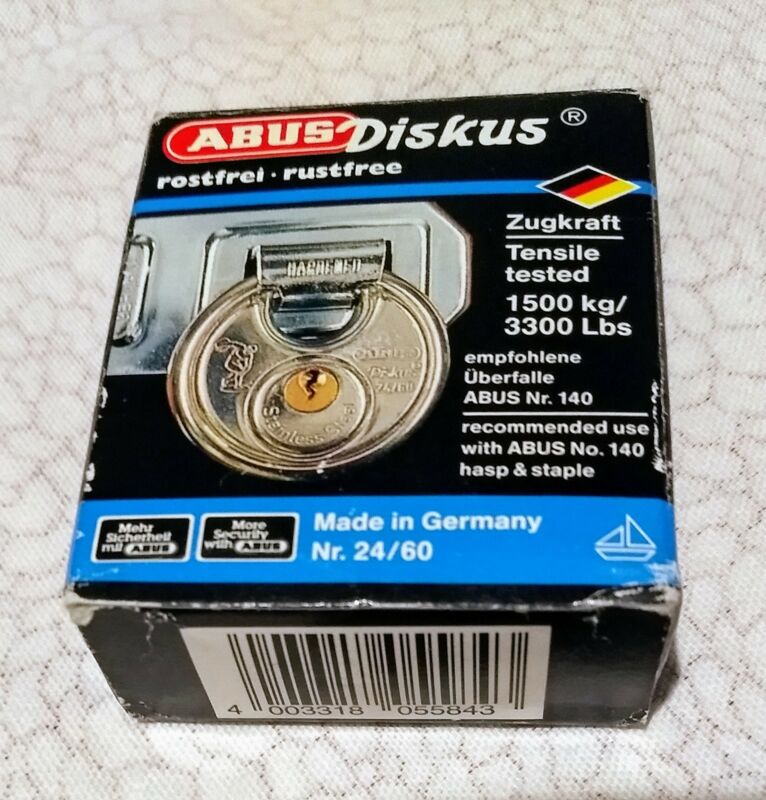 ABUS Diskus ®
rostfrei · rustfree
Zugkraft
Tensile
tested
1500 kg/
3300 Lbs
empfohlene
Überfalle
ABUS Nr. 140
recommended use
with ABUS No. 140
hasp & staple
HARDENED
Diskus
24/60
Stainless Steel
Mehr
Sicherheit
mit ABUS
More
Security
with ABUS
Made in Germany
Nr. 24/60
4 003318 055843